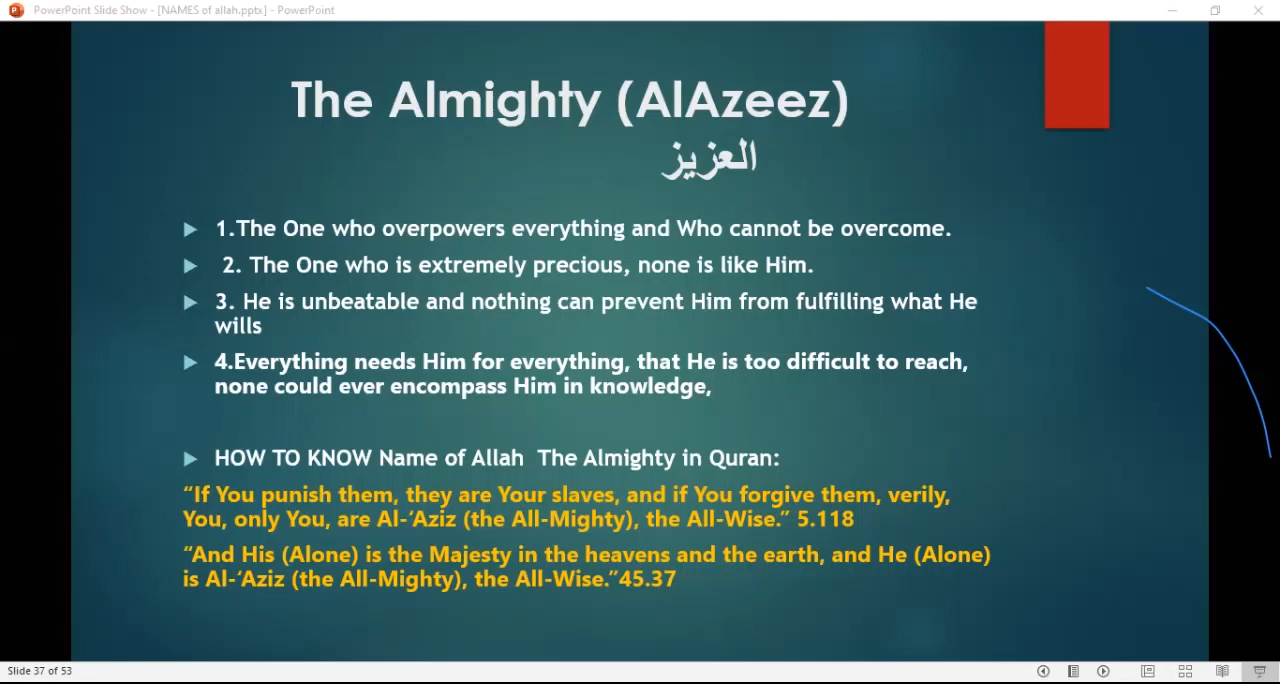 PowerPoint Slide Show - [NAMES of allah.pptx] - PowerPoint
The Almighty (AlAzeez)
العزيز
1.The One who overpowers everything and Who cannot be overcome.
2. The One who is extremely precious, none is like Him.
3. He is unbeatable and nothing can prevent Him from fulfilling what He
wills
4.Everything needs Him for everything, that He is too difficult to reach,
none could ever encompass Him in knowledge,
HOW TO KNOW Name of Allah The Almighty in Quran:
“If You punish them, they are Your slaves, and if You forgive them, verily,
You, only You, are Al-‘Aziz (the All-Mighty), the All-Wise.” 5.118
“And His (Alone) is the Majesty in the heavens and the earth, and He (Alone)
is Al-‘Aziz (the All-Mighty), the All-Wise.”45.37
Slide 37 of 53